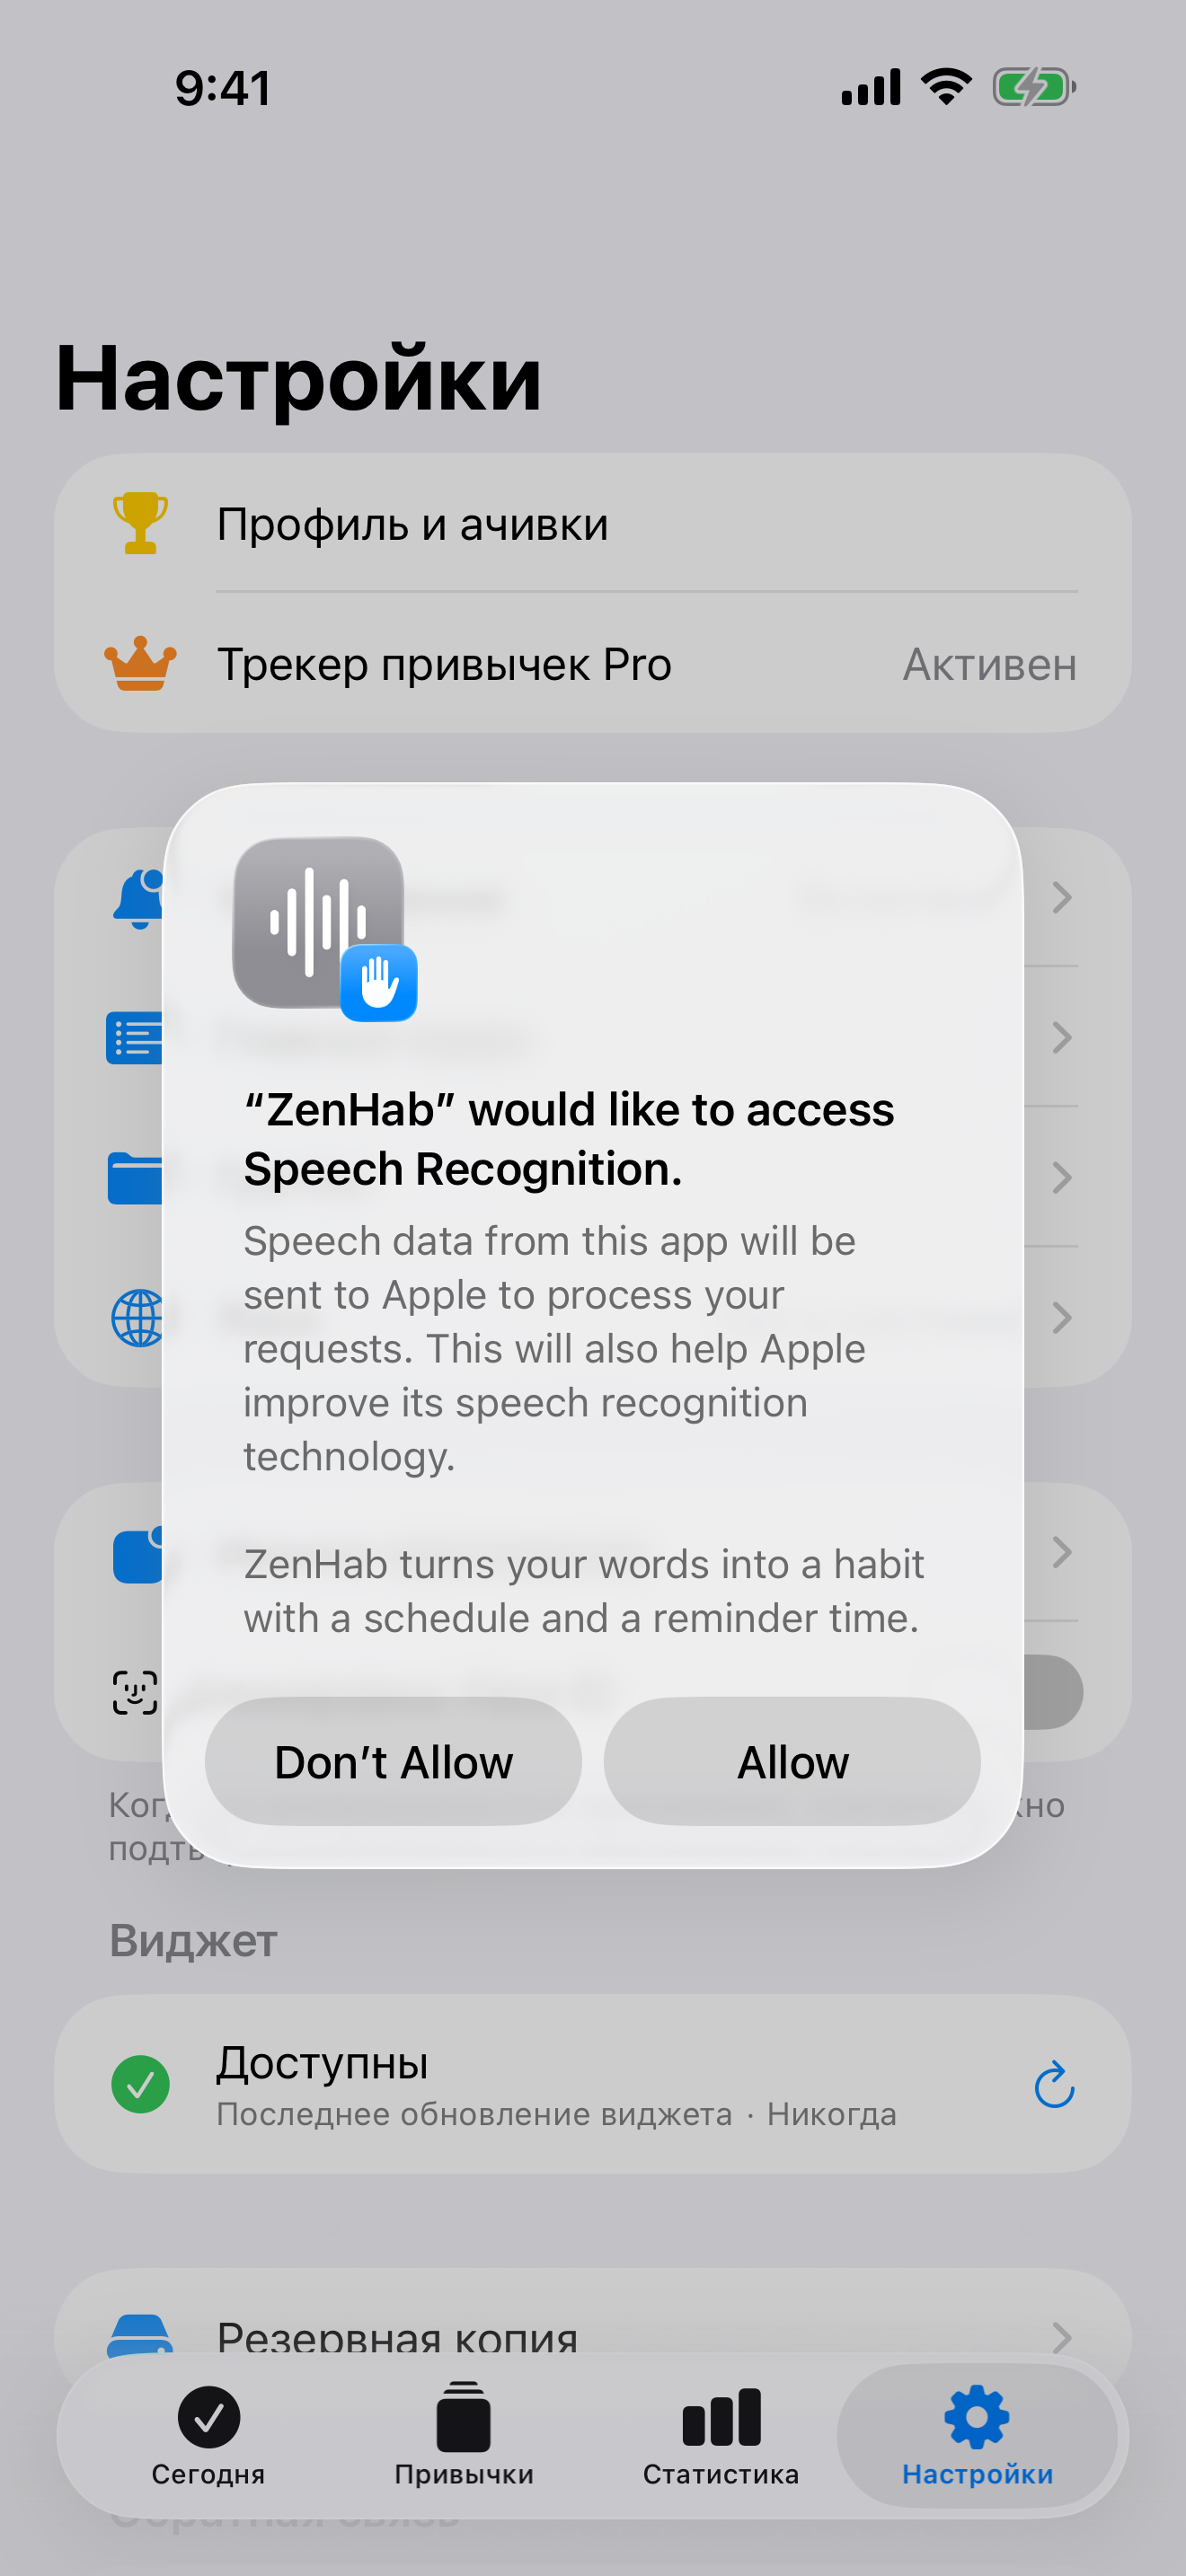 9:41
Настройки
Профиль и ачивки
Трекер привычек Pro
Активен
“ZenHab” would like to access
Speech Recognition.
Speech data from this app will be
sent to Apple to process your
requests. This will also help Apple
improve its speech recognition
technology.
ZenHab turns your words into a habit
with a schedule and a reminder time.
Don’t Allow
Allow
Виджет
Доступны
Последнее обновление виджета · Никогда
Резервная копия
Сегодня
Привычки
Статистика
Настройки
Обратная связь